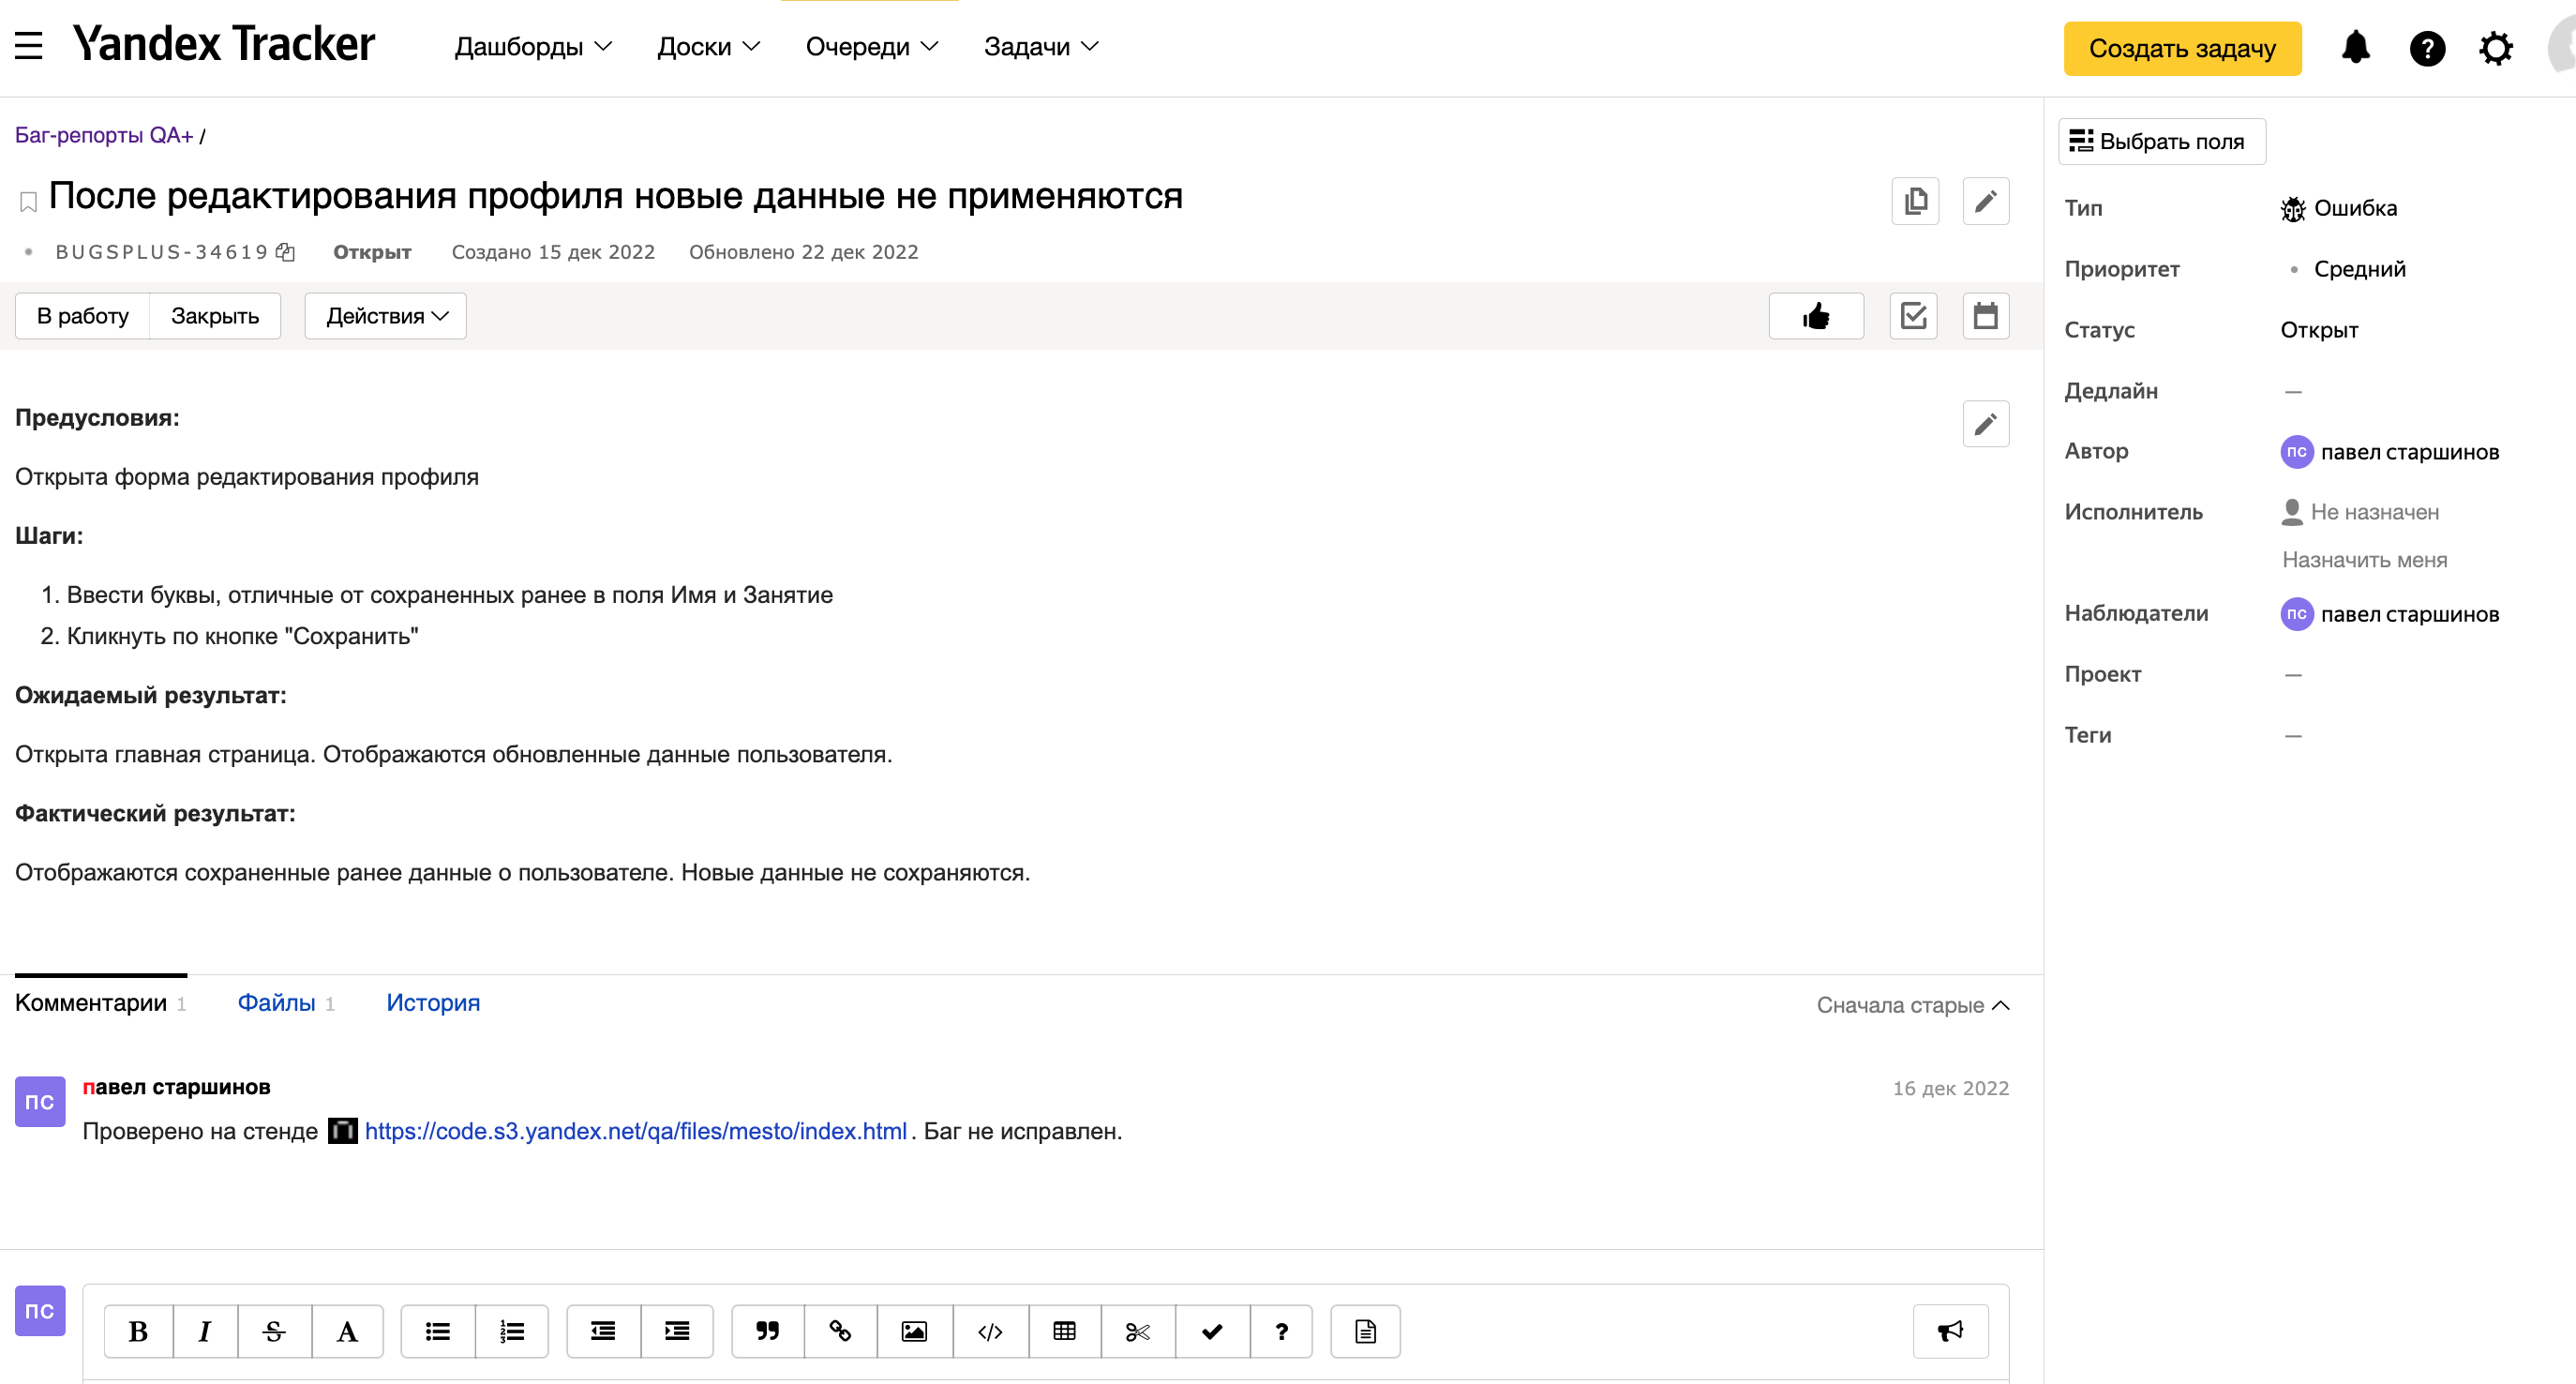 Yandex Tracker
Дашборды
Доски
Очереди
Задачи
Создать задачу
Баг-репорты QA+ /
После редактирования профиля новые данные не применяются
BUGSPLUS-34619
Открыт
Создано 15 дек 2022
Обновлено 22 дек 2022
В работу
Закрыть
Действия
Предусловия:
Открыта форма редактирования профиля
Шаги:
1. Ввести буквы, отличные от сохраненных ранее в поля Имя и Занятие
2. Кликнуть по кнопке "Сохранить"
Ожидаемый результат:
Открыта главная страница. Отображаются обновленные данные пользователя.
Фактический результат:
Отображаются сохраненные ранее данные о пользователе. Новые данные не сохраняются.
Комментарии 1
Файлы 1
История
Сначала старые
ПС
павел старшинов
16 дек 2022
Проверено на стенде https://code.s3.yandex.net/qa/files/mesto/index.html. Баг не исправлен.
ПС
B
I
S
A
Выбрать поля
Тип
Ошибка
Приоритет
Средний
Статус
Открыт
Дедлайн
—
Автор
ПС павел старшинов
Исполнитель
Не назначен
Назначить меня
Наблюдатели
ПС павел старшинов
Проект
—
Теги
—